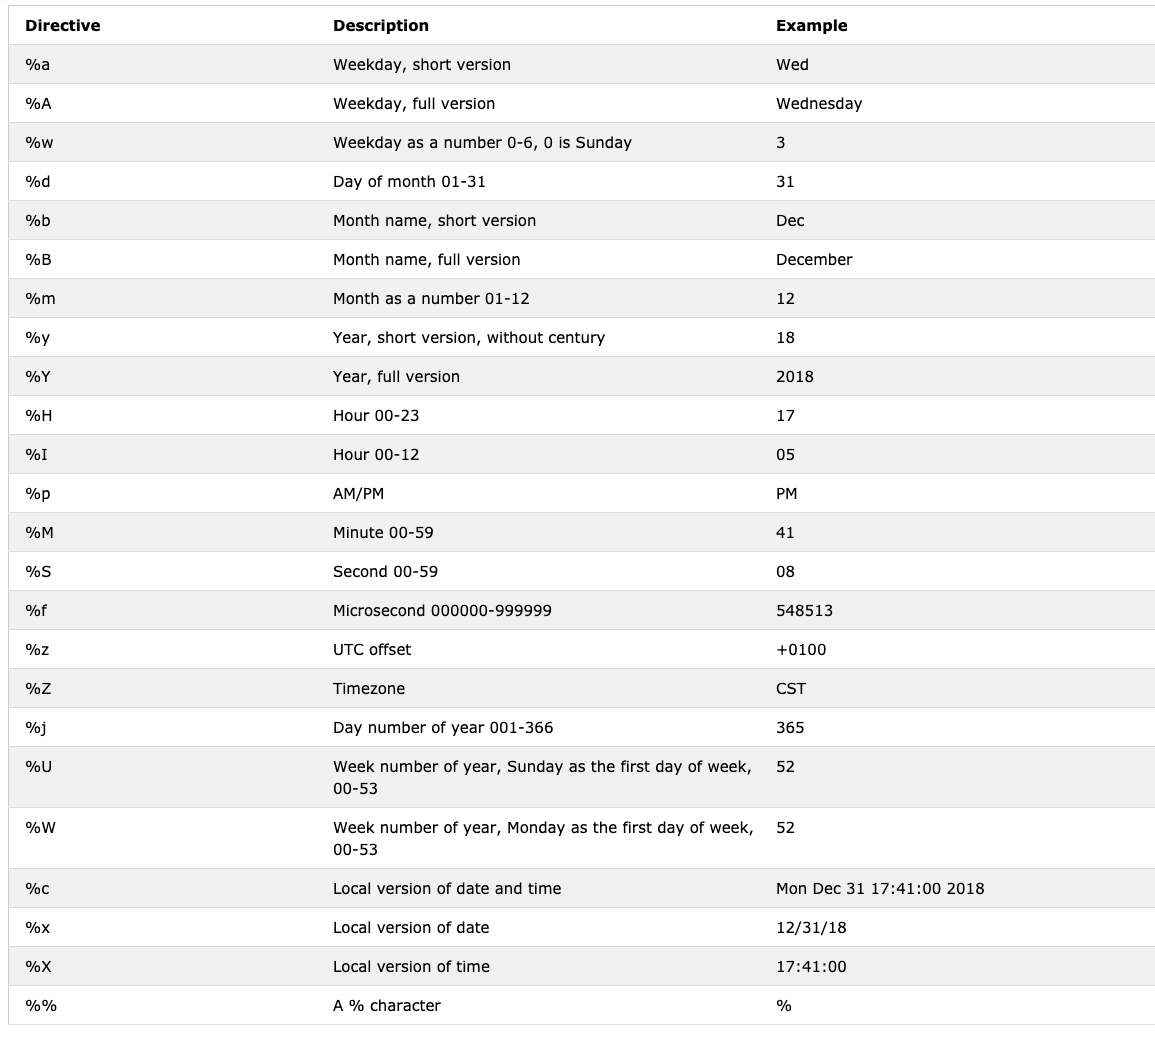 Directive Description Example
%a Weekday, short version Wed
%A Weekday, full version Wednesday
%w Weekday as a number 0-6, 0 is Sunday 3
%d Day of month 01-31 31
%b Month name, short version Dec
%B Month name, full version December
%m Month as a number 01-12 12
%y Year, short version, without century 18
%Y Year, full version 2018
%H Hour 00-23 17
%I Hour 00-12 05
%p AM/PM PM
%M Minute 00-59 41
%S Second 00-59 08
%f Microsecond 000000-999999 548513
%z UTC offset +0100
%Z Timezone CST
%j Day number of year 001-366 365
%U Week number of year, Sunday as the first day of week, 52
00-53
%W Week number of year, Monday as the first day of week, 52
00-53
%c Local version of date and time Mon Dec 31 17:41:00 2018
%x Local version of date 12/31/18
%X Local version of time 17:41:00
%% A % character %